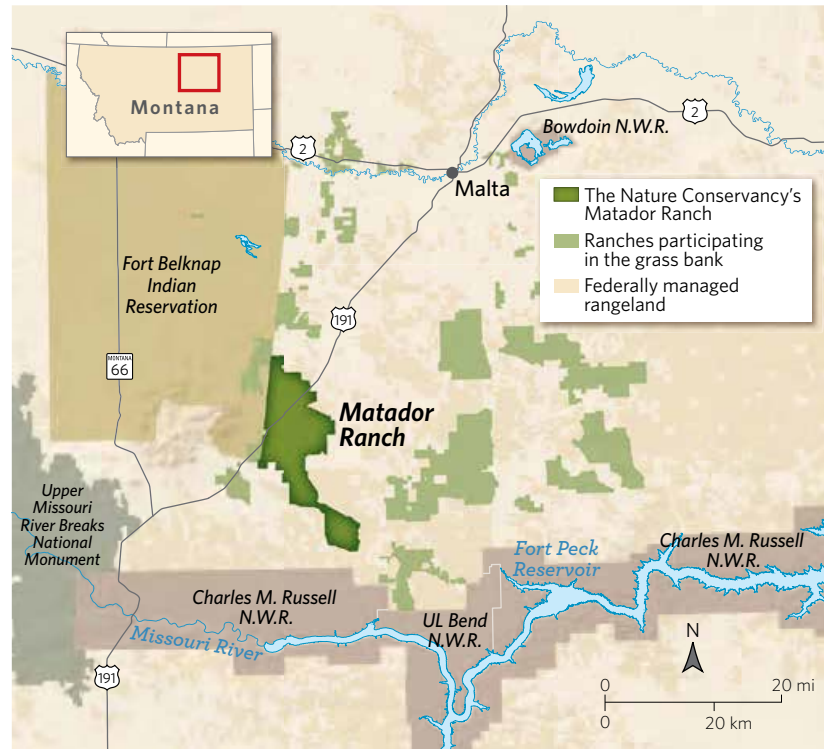 Montana
2
2
Bowdoin N.W.R.
Malta
The Nature Conservancy's
Matador Ranch
Ranches participating
in the grass bank
Federally managed
rangeland
Fort Belknap
Indian
Reservation
191
MONTANA
66
Matador
Ranch
Upper
Missouri
River Breaks
National
Monument
Charles M. Russell
N.W.R.
Fort Peck
Reservoir
Charles M. Russell
N.W.R.
UL Bend
N.W.R.
Missouri River
191
N
0 20 mi
0 20 km